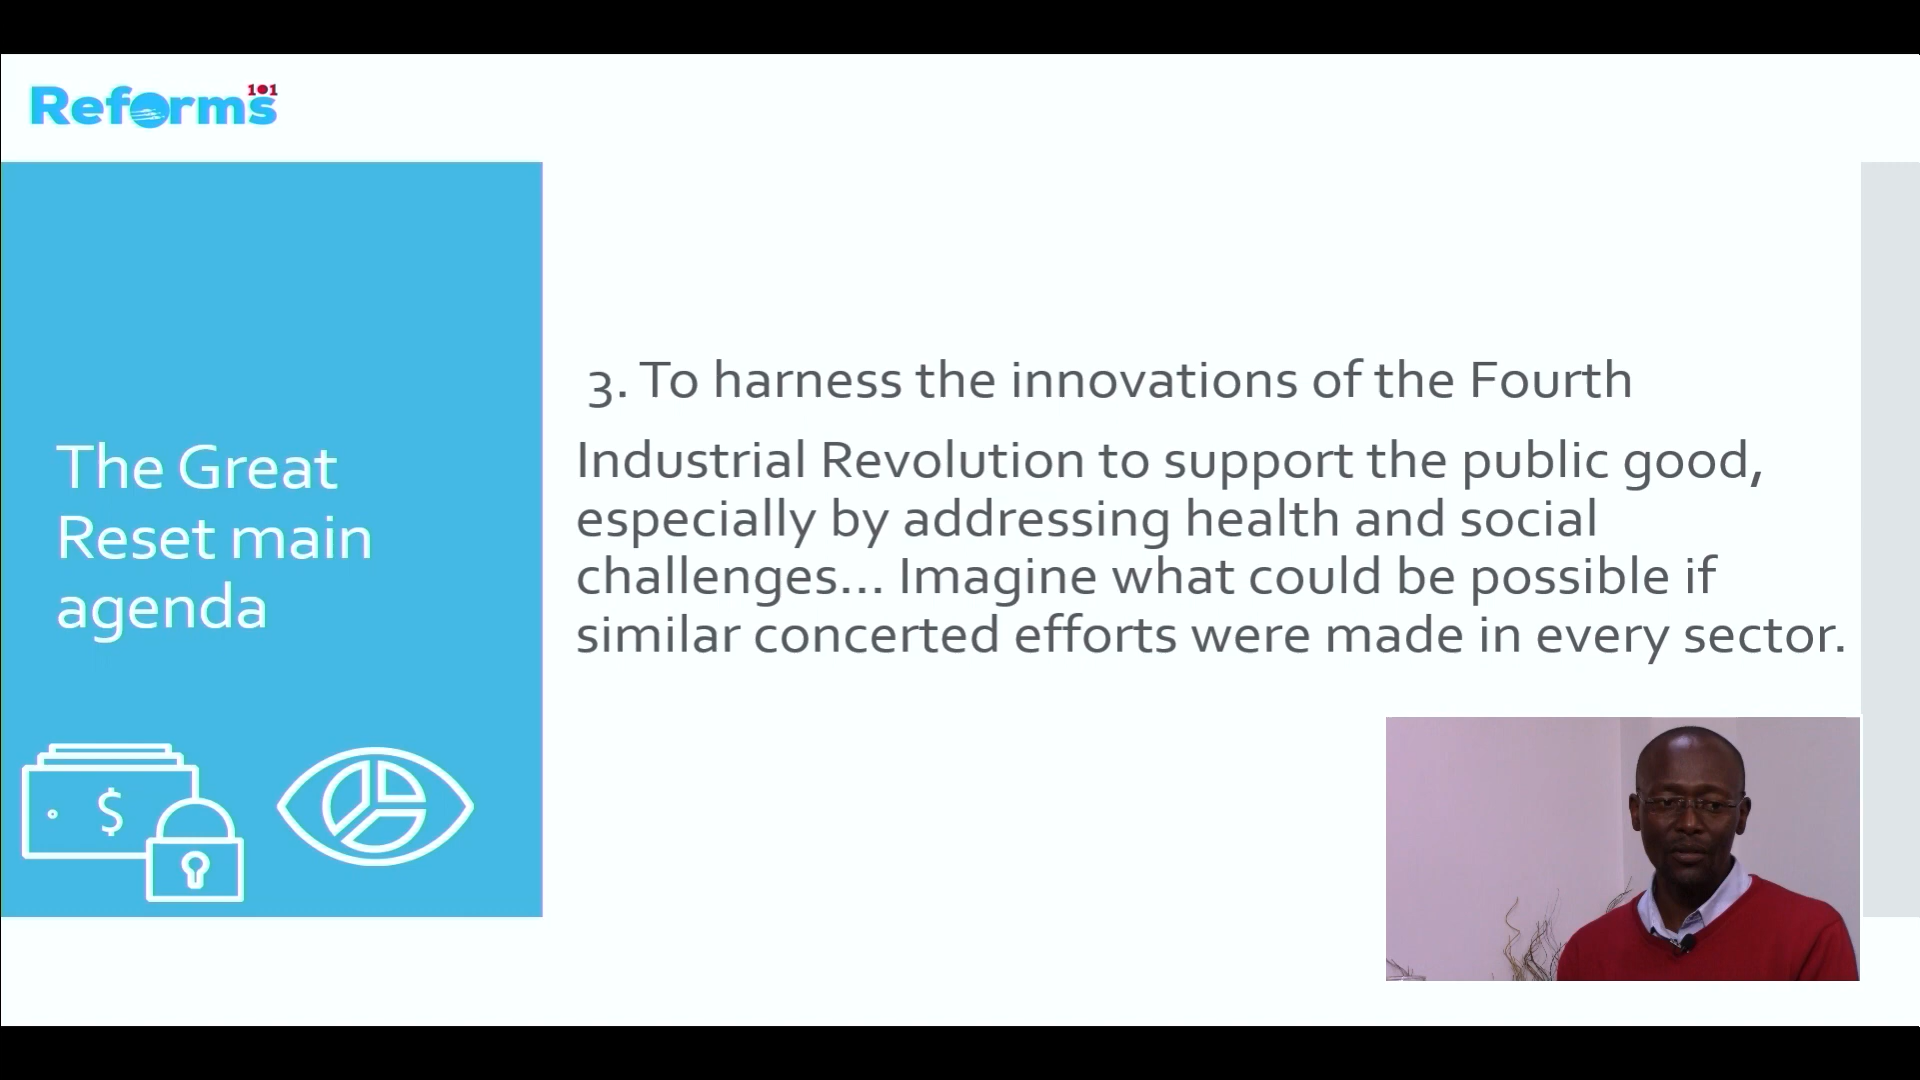 Reforms 101
The Great
Reset main
agenda
$
3. To harness the innovations of the Fourth
Industrial Revolution to support the public good,
especially by addressing health and social
challenges... Imagine what could be possible if
similar concerted efforts were made in every sector.